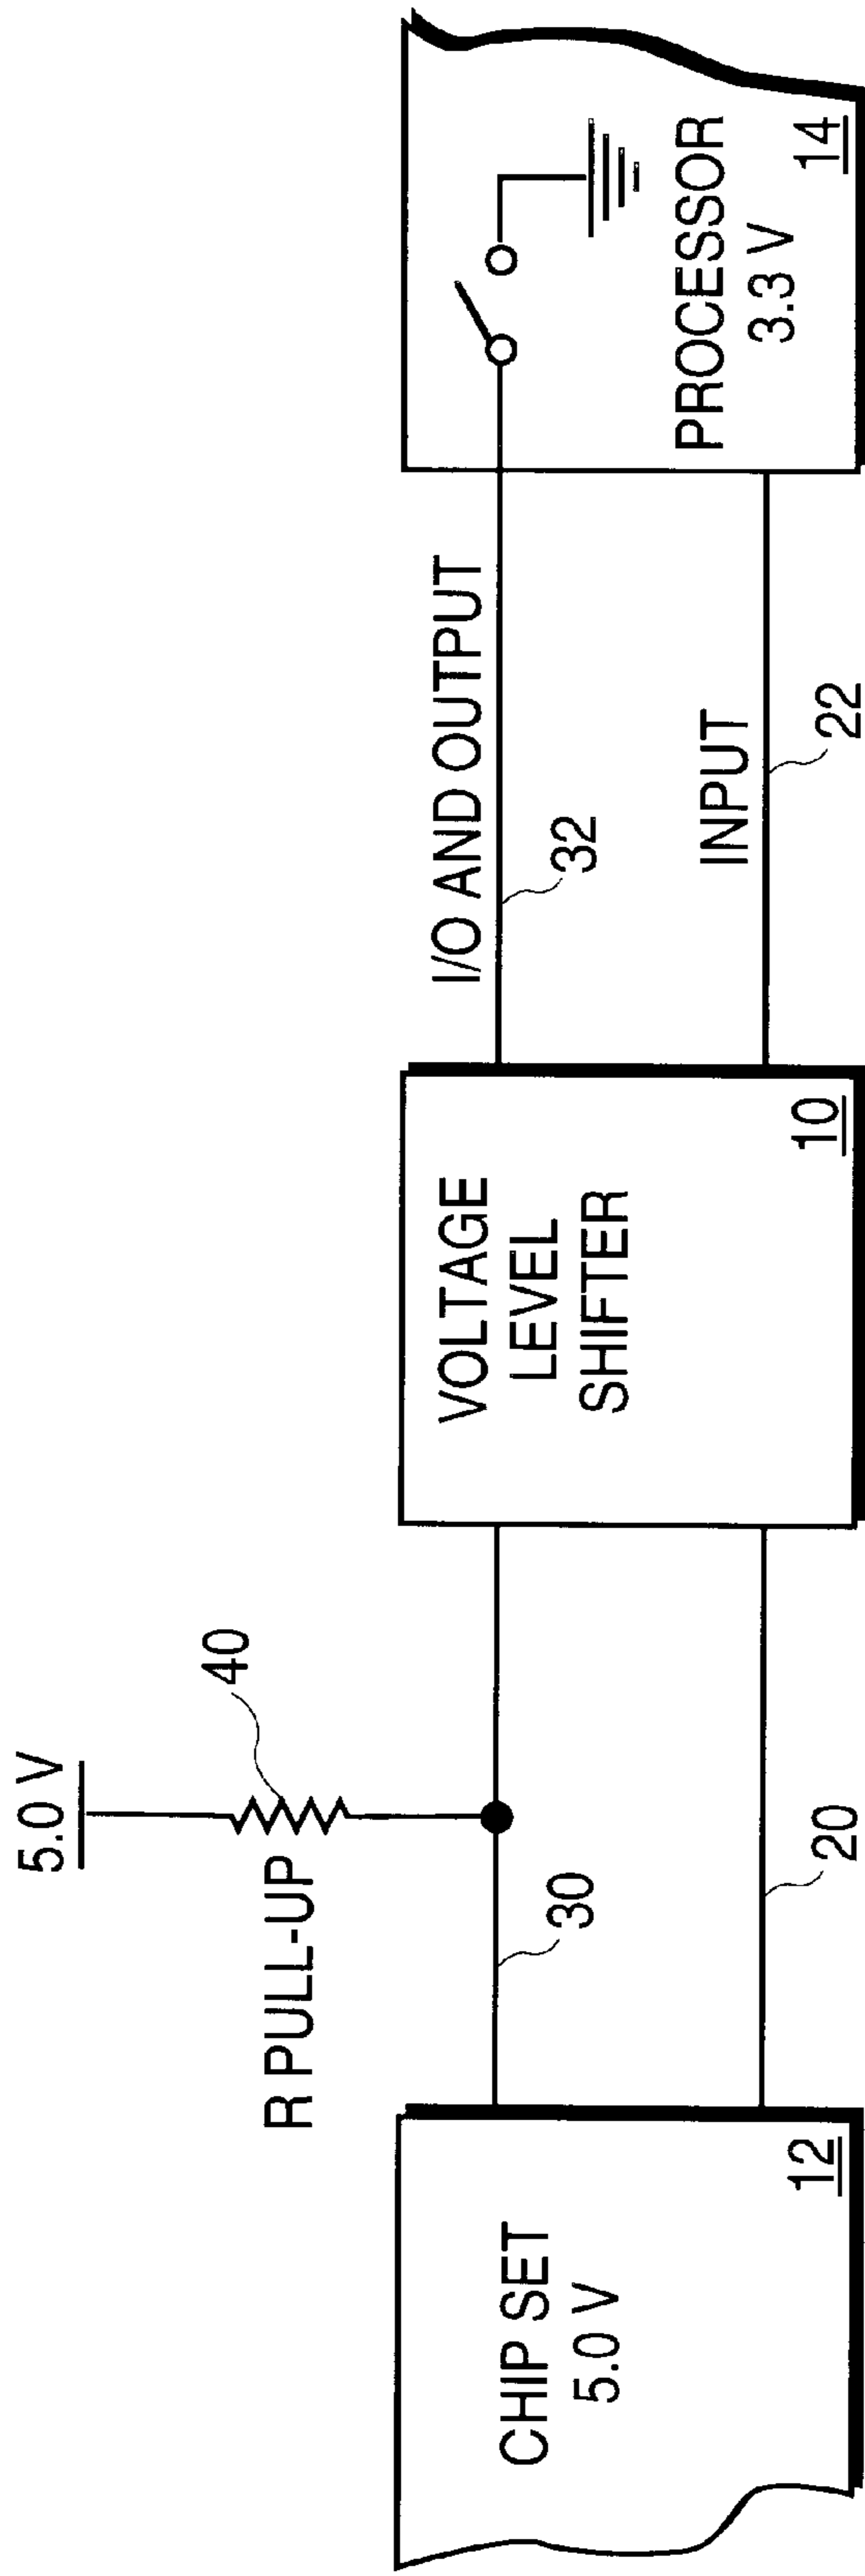 5.0 V
R PULL-UP
40
CHIP SET
5.0 V
12
30
20
VOLTAGE
LEVEL
SHIFTER
10
I/O AND OUTPUT
32
INPUT
22
PROCESSOR
3.3 V
14